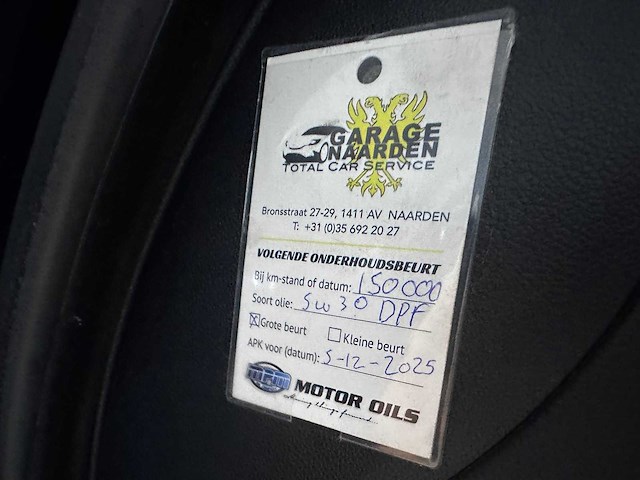 GARAGE
NAARDEN
TOTAL CAR SERVICE
Bronsstraat 27-29, 1411 AV NAARDEN
T: +31 (0)35 692 20 27
VOLGENDE ONDERHOUDSBEURT
Bij km-stand of datum: 150000
Soort olie: 5w30 DPF
Grote beurt Kleine beurt
APK voor (datum): 5-12-2025
MOTOR OILS